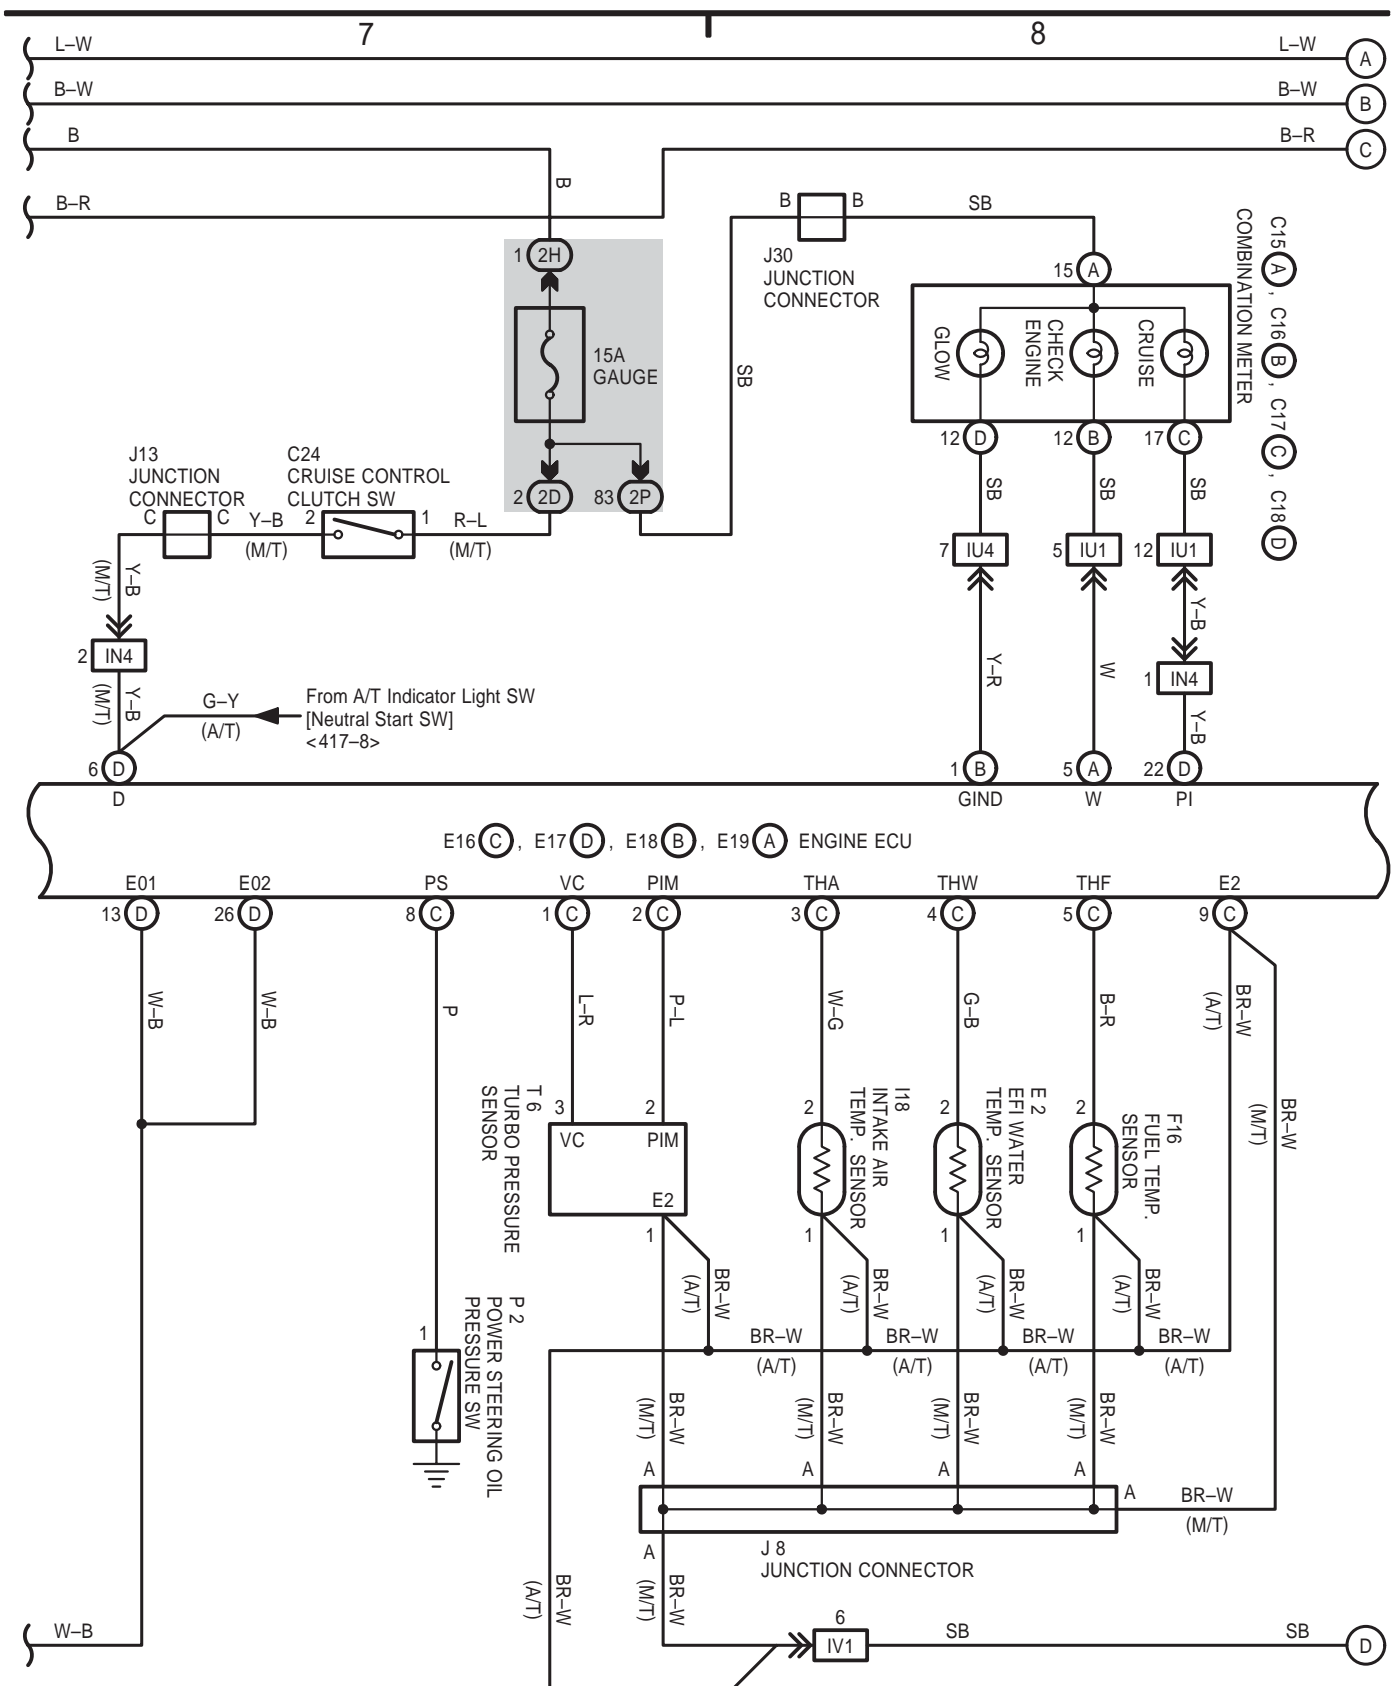 7
8
L–W
L–W
A
B–W
B–W
B
B
B–R
C
B
B–R
B
B
SB
J30
JUNCTION
CONNECTOR
15
A
C15 A , C16 B , C17 C , C18 D
COMBINATION METER
1
2H
15A
GAUGE
SB
GLOW
CHECK
ENGINE
CRUISE
12
D
12
B
17
C
2
2D
83
2P
J13
JUNCTION
CONNECTOR
C24
CRUISE CONTROL
CLUTCH SW
C
C
Y–B
(M/T)
2
1
R–L
(M/T)
SB
SB
SB
7
IU4
5
IU1
12
IU1
Y–B
(M/T)
2
IN4
Y–B
(M/T)
G–Y
(A/T)
From A/T Indicator Light SW
[Neutral Start SW]
<417–8>
Y–R
W
Y–B
1
IN4
Y–B
6
D
1
B
5
A
22
D
D
GIND
W
PI
E16 C , E17 D , E18 B , E19 A ENGINE ECU
E01
E02
PS
VC
PIM
THA
THW
THF
E2
13
D
26
D
8
C
1
C
2
C
3
C
4
C
5
C
9
C
W–B
W–B
P
L–R
P–L
W–G
G–B
B–R
BR–W
(A/T)
BR–W
(M/T)
T 6
TURBO PRESSURE
SENSOR
3
2
VC
PIM
E2
1
I18
INTAKE AIR
TEMP. SENSOR
2
1
E 2
EFI WATER
TEMP. SENSOR
2
1
F16
FUEL TEMP.
SENSOR
2
1
BR–W
(A/T)
BR–W
(A/T)
BR–W
(A/T)
BR–W
(A/T)
BR–W
(A/T)
BR–W
(A/T)
BR–W
(A/T)
BR–W
(A/T)
P 2
POWER STEERING OIL
PRESSURE SW
1
BR–W
(M/T)
BR–W
(M/T)
BR–W
(M/T)
BR–W
(M/T)
A
A
A
A
A
BR–W
(M/T)
A
J 8
JUNCTION CONNECTOR
BR–W
(A/T)
BR–W
(M/T)
W–B
6
IV1
SB
SB
D